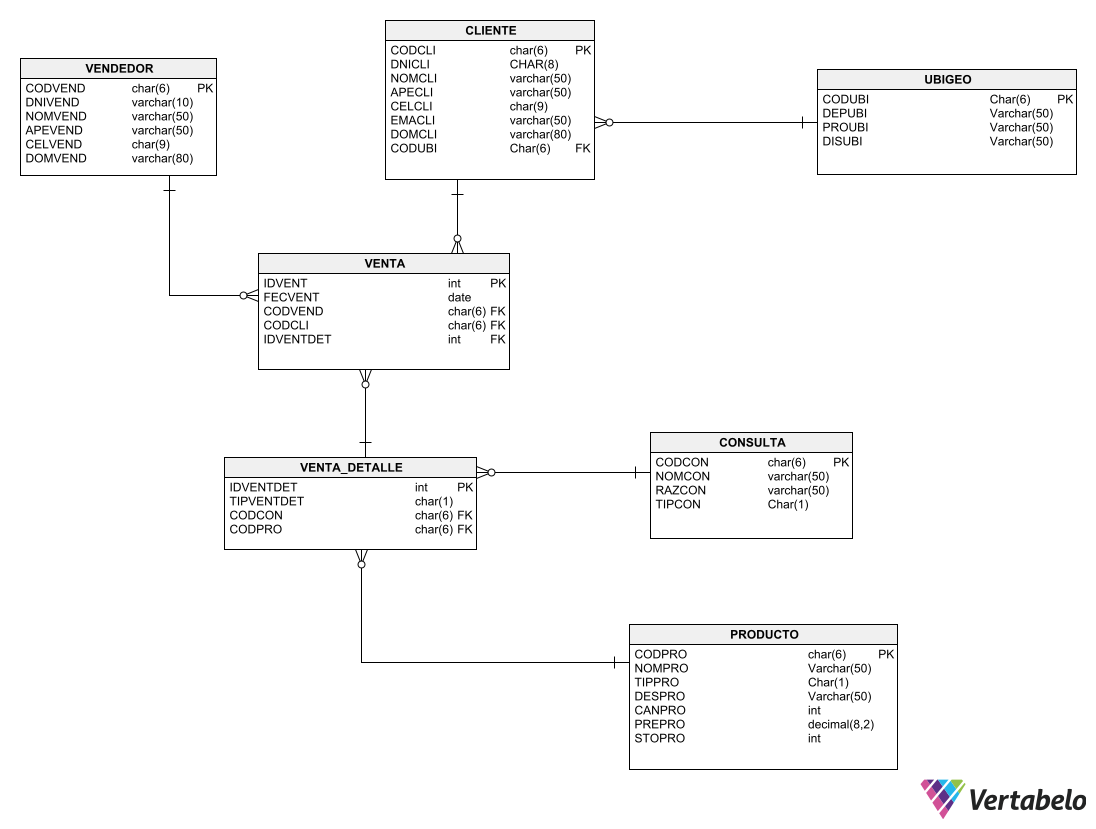 CLIENTE
CODCLI char(6) PK
DNICLI CHAR(8)
NOMCLI varchar(50)
APECLI varchar(50)
CELCLI char(9)
EMACLI varchar(50)
DOMCLI varchar(80)
CODUBI Char(6) FK
VENDEDOR
CODVEND char(6) PK
DNIVEND varchar(10)
NOMVEND varchar(50)
APEVEND varchar(50)
CELVEND char(9)
DOMVEND varchar(80)
UBIGEO
CODUBI Char(6) PK
DEPUBI Varchar(50)
PROUBI Varchar(50)
DISUBI Varchar(50)
VENTA
IDVENT int PK
FECVENT date
CODVEND char(6) FK
CODCLI char(6) FK
IDVENTDET int FK
VENTA_DETALLE
IDVENTDET int PK
TIPVENTDET char(1)
CODCON char(6) FK
CODPRO char(6) FK
CONSULTA
CODCON char(6) PK
NOMCON varchar(50)
RAZCON varchar(50)
TIPCON Char(1)
PRODUCTO
CODPRO char(6) PK
NOMPRO Varchar(50)
TIPPRO Char(1)
DESPRO Varchar(50)
CANPRO int
PREPRO decimal(8,2)
STOPRO int
Vertabelo